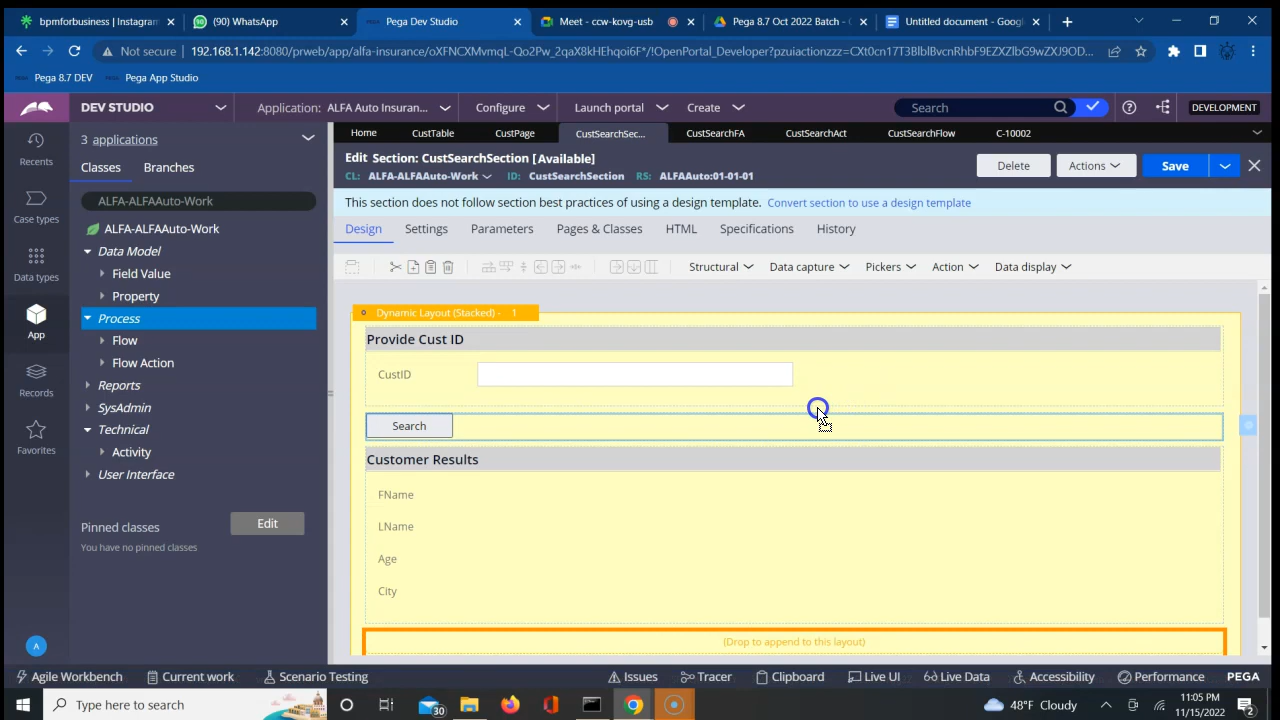 bpmforbusiness | Instagram
(90) WhatsApp
Pega Dev Studio
Meet - ccw-kovg-usb
Pega 8.7 Oct 2022 Batch -
Untitled document - Google
Not secure | 192.168.1.142:8080/prweb/app/alfa-insurance/oXFNCXMvmqL-Qo2Pw_2qaX8kHEhqoi6F*/!OpenPortal_Developer?pzuiactionzzz=CXt0cn17T3BlblBvcnRhbF9EZXZlbG9wZXJ9OD...
Pega 8.7 DEV
Pega App Studio
DEV STUDIO
Application: ALFA Auto Insuran...
Configure
Launch portal
Create
Search
DEVELOPMENT
Recents
Case types
Data types
App
Records
Favorites
A
3 applications
Classes
Branches
ALFA-ALFAAuto-Work
ALFA-ALFAAuto-Work
Data Model
Field Value
Property
Process
Flow
Flow Action
Reports
SysAdmin
Technical
Activity
User Interface
Pinned classes
Edit
You have no pinned classes
Home
CustTable
CustPage
CustSearchSec...
CustSearchFA
CustSearchAct
CustSearchFlow
C-10002
Edit Section: CustSearchSection [Available]
CL: ALFA-ALFAAuto-Work
ID: CustSearchSection
RS: ALFAAuto:01-01-01
Delete
Actions
Save
This section does not follow section best practices of using a design template. Convert section to use a design template
Design
Settings
Parameters
Pages & Classes
HTML
Specifications
History
Structural
Data capture
Pickers
Action
Data display
Dynamic Layout (Stacked) - 1
Provide Cust ID
CustID
Search
Customer Results
FName
LName
Age
City
(Drop to append to this layout)
Agile Workbench
Current work
Scenario Testing
Issues
Tracer
Clipboard
Live UI
Live Data
Accessibility
Performance
PEGA
Type here to search
30
48°F Cloudy
11:05 PM
11/15/2022
2